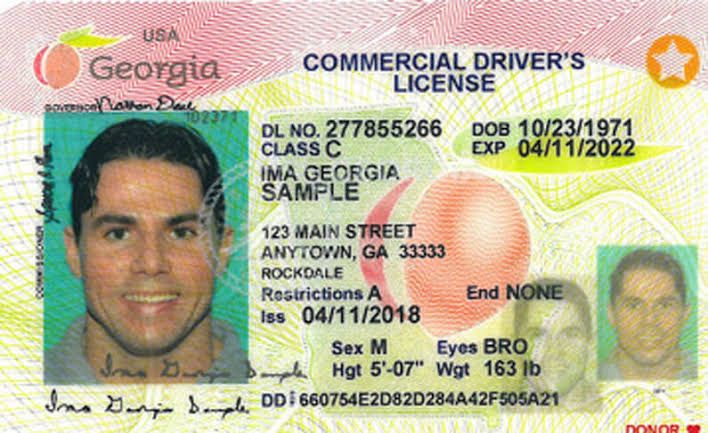 USA
Georgia
COMMERCIAL DRIVER'S
LICENSE
GOVERNOR Nathan Deal
102371
DL NO. 277855266
DOB 10/23/1971
CLASS C
EXP 04/11/2022
IMA GEORGIA
SAMPLE
123 MAIN STREET
ANYTOWN, GA 33333
ROCKDALE
Restrictions A
End NONE
Iss 04/11/2018
Sex M
Eyes BRO
Hgt 5'-07"
Wgt 163 lb
COMMISSIONER
Ima Georgia Sample
Ima Georgia Sample
DD 660754E2D82D284A42F505A21
DONOR